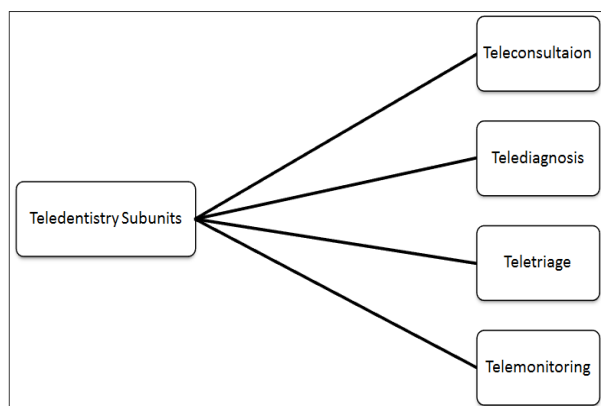 Teleconsultaion
Telediagnosis
Teledentistry Subunits
Teletriage
Telemonitoring